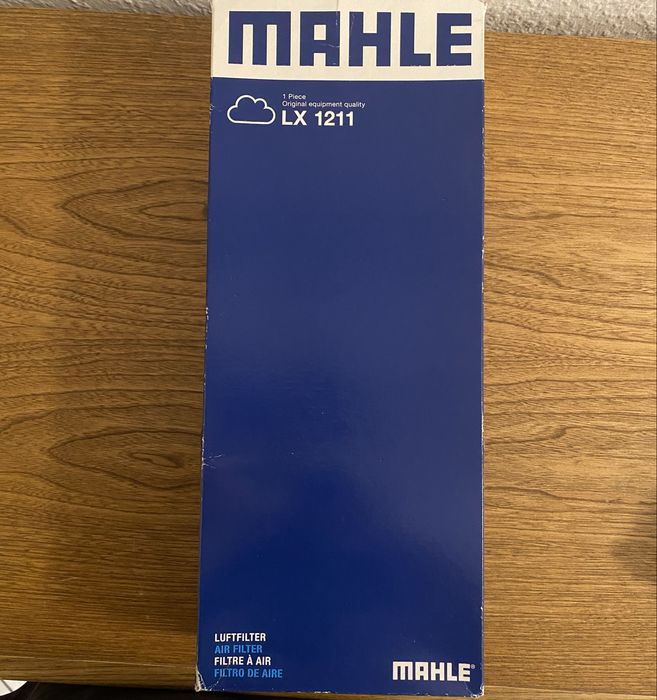 MAHLE
1 Piece
Original equipment quality
LX 1211
LUFTFILTER
AIR FILTER
FILTRE À AIR
FILTRO DE AIRE
MAHLE®